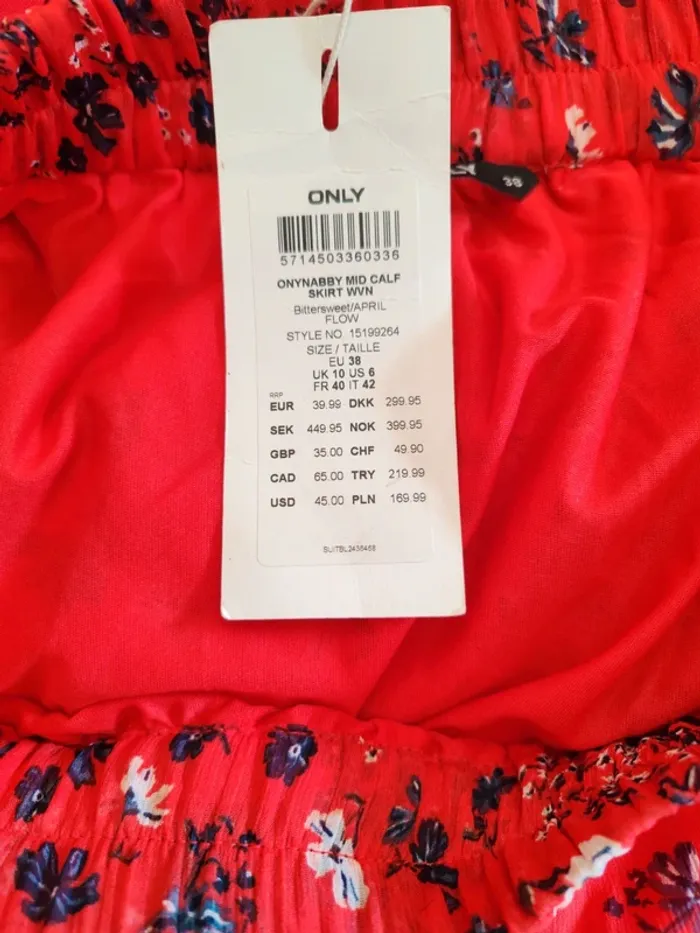 ONLY
5714503360336
ONYNABBY MID CALF
SKIRT WVN
Bittersweet/APRIL
FLOW
STYLE NO 15199264
SIZE / TAILLE
EU 38
UK 10 US 6
FR 40 IT 42
RRP
EUR 39.99 DKK 299.95
SEK 449.95 NOK 399.95
GBP 35.00 CHF 49.90
CAD 65.00 TRY 219.99
USD 45.00 PLN 169.99
38